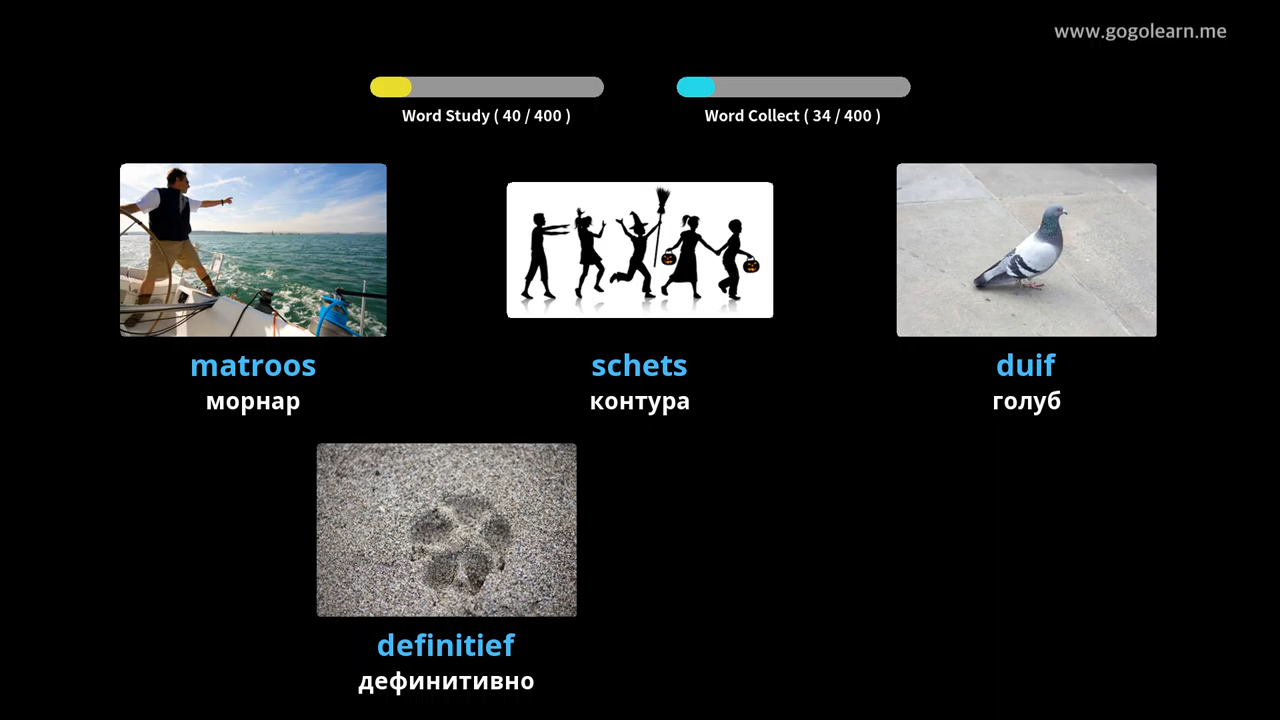 www.gogolearn.me
Word Study ( 40 / 400 )
Word Collect ( 34 / 400 )
matroos
морнар
schets
контура
duif
голуб
definitief
дефинитивно